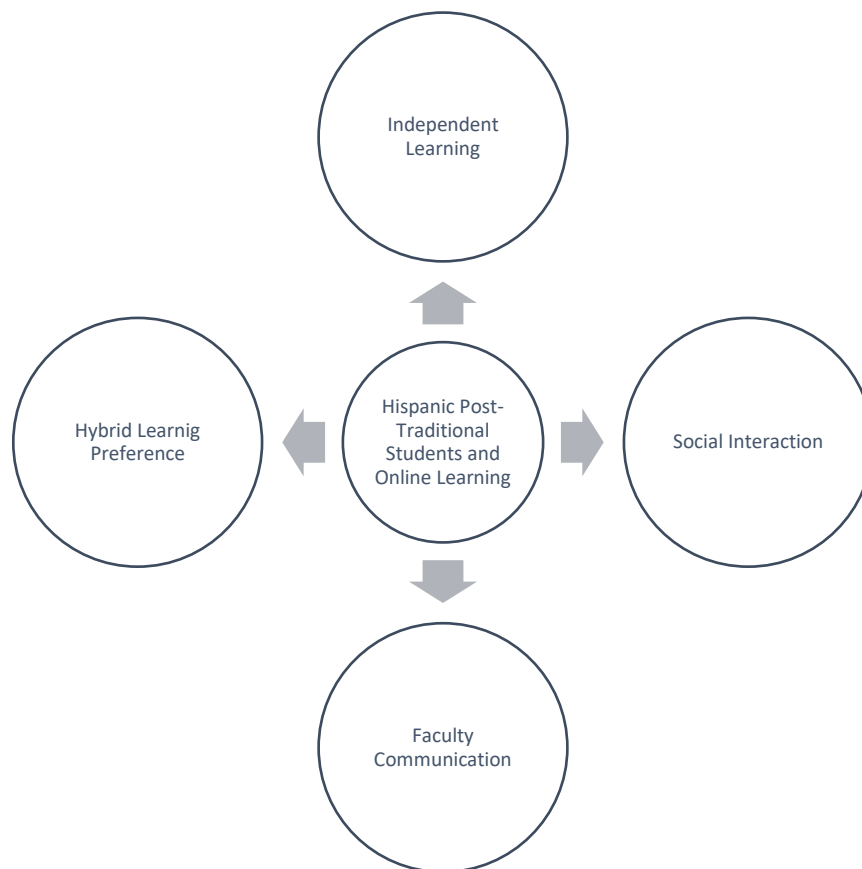 Independent
Learning
Hybrid Learnig
Preference
Hispanic Post-
Traditional
Students and
Online Learning
Social Interaction
Faculty
Communication